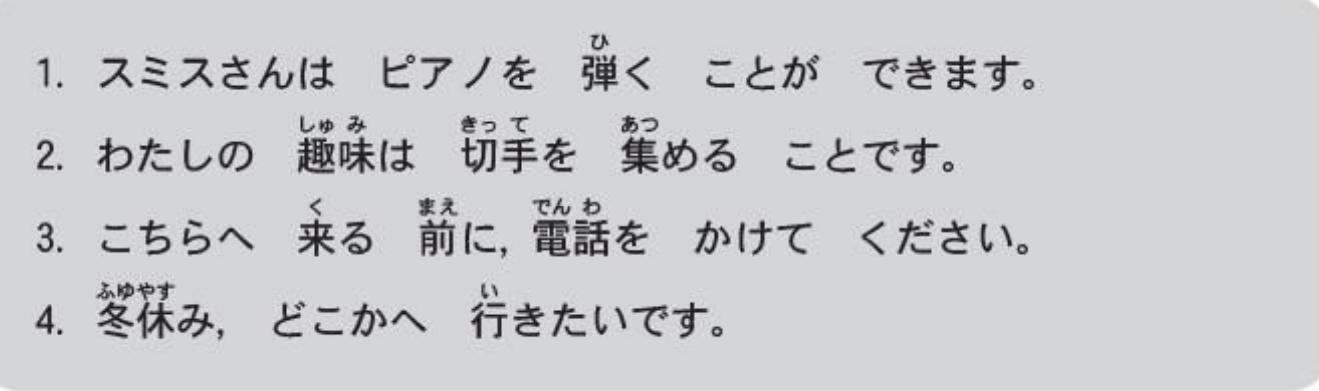 1. スミスさんは　ピアノを　弾く　ことが　できます。
2. わたしの　趣味は　切手を　集める　ことです。
3. こちらへ　来る　前に, 電話を　かけて　ください。
4. 冬休み,　どこかへ　行きたいです。